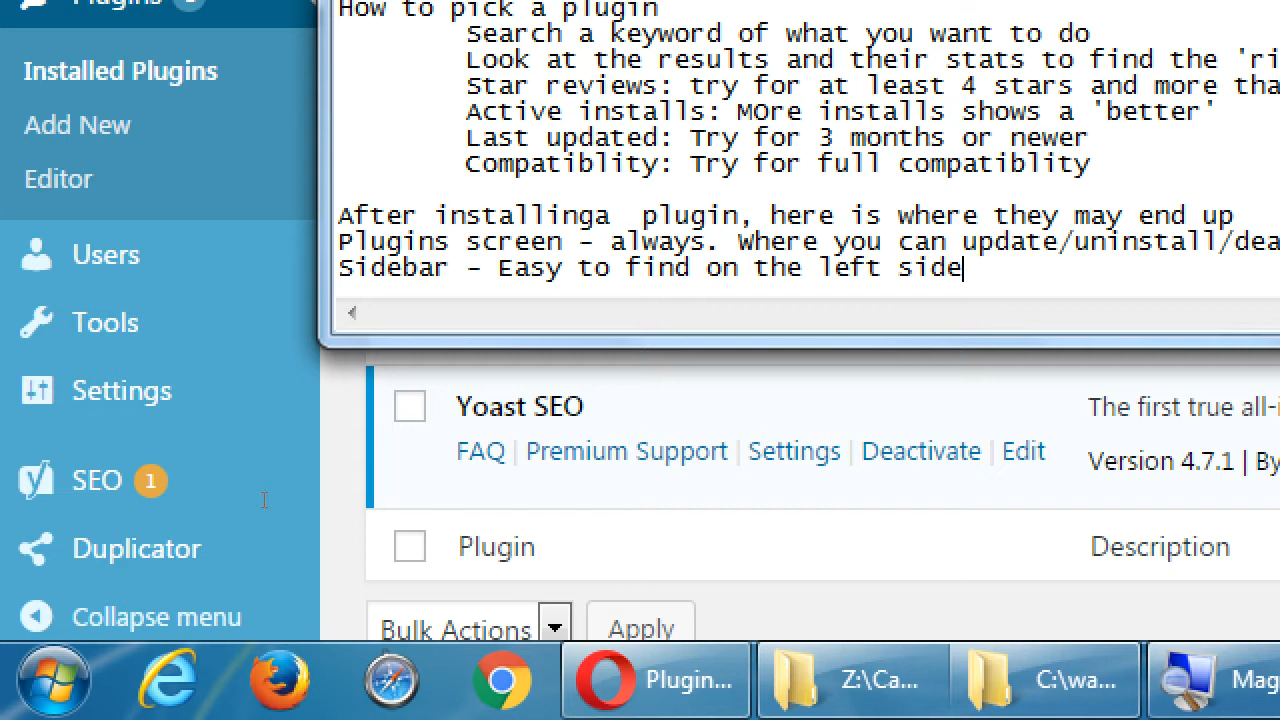 Plugins
How to pick a plugin
Search a keyword of what you want to do
Look at the results and their stats to find the 'ri
Star reviews: try for at least 4 stars and more tha
Active installs: MOre installs shows a 'better'
Last updated: Try for 3 months or newer
Compatiblity: Try for full compatiblity
After installinga  plugin, here is where they may end up
Plugins screen - always. Where you can update/uninstall/dea
Sidebar - Easy to find on the left side
Installed Plugins
Add New
Editor
Users
Tools
Settings
SEO 1
Duplicator
Collapse menu
Yoast SEO
The first true all-i
FAQ | Premium Support | Settings | Deactivate | Edit
Version 4.7.1 | By
Plugin
Description
Bulk Actions
Apply
Plugin...
Z:\Ca...
C:\wa...
Mag